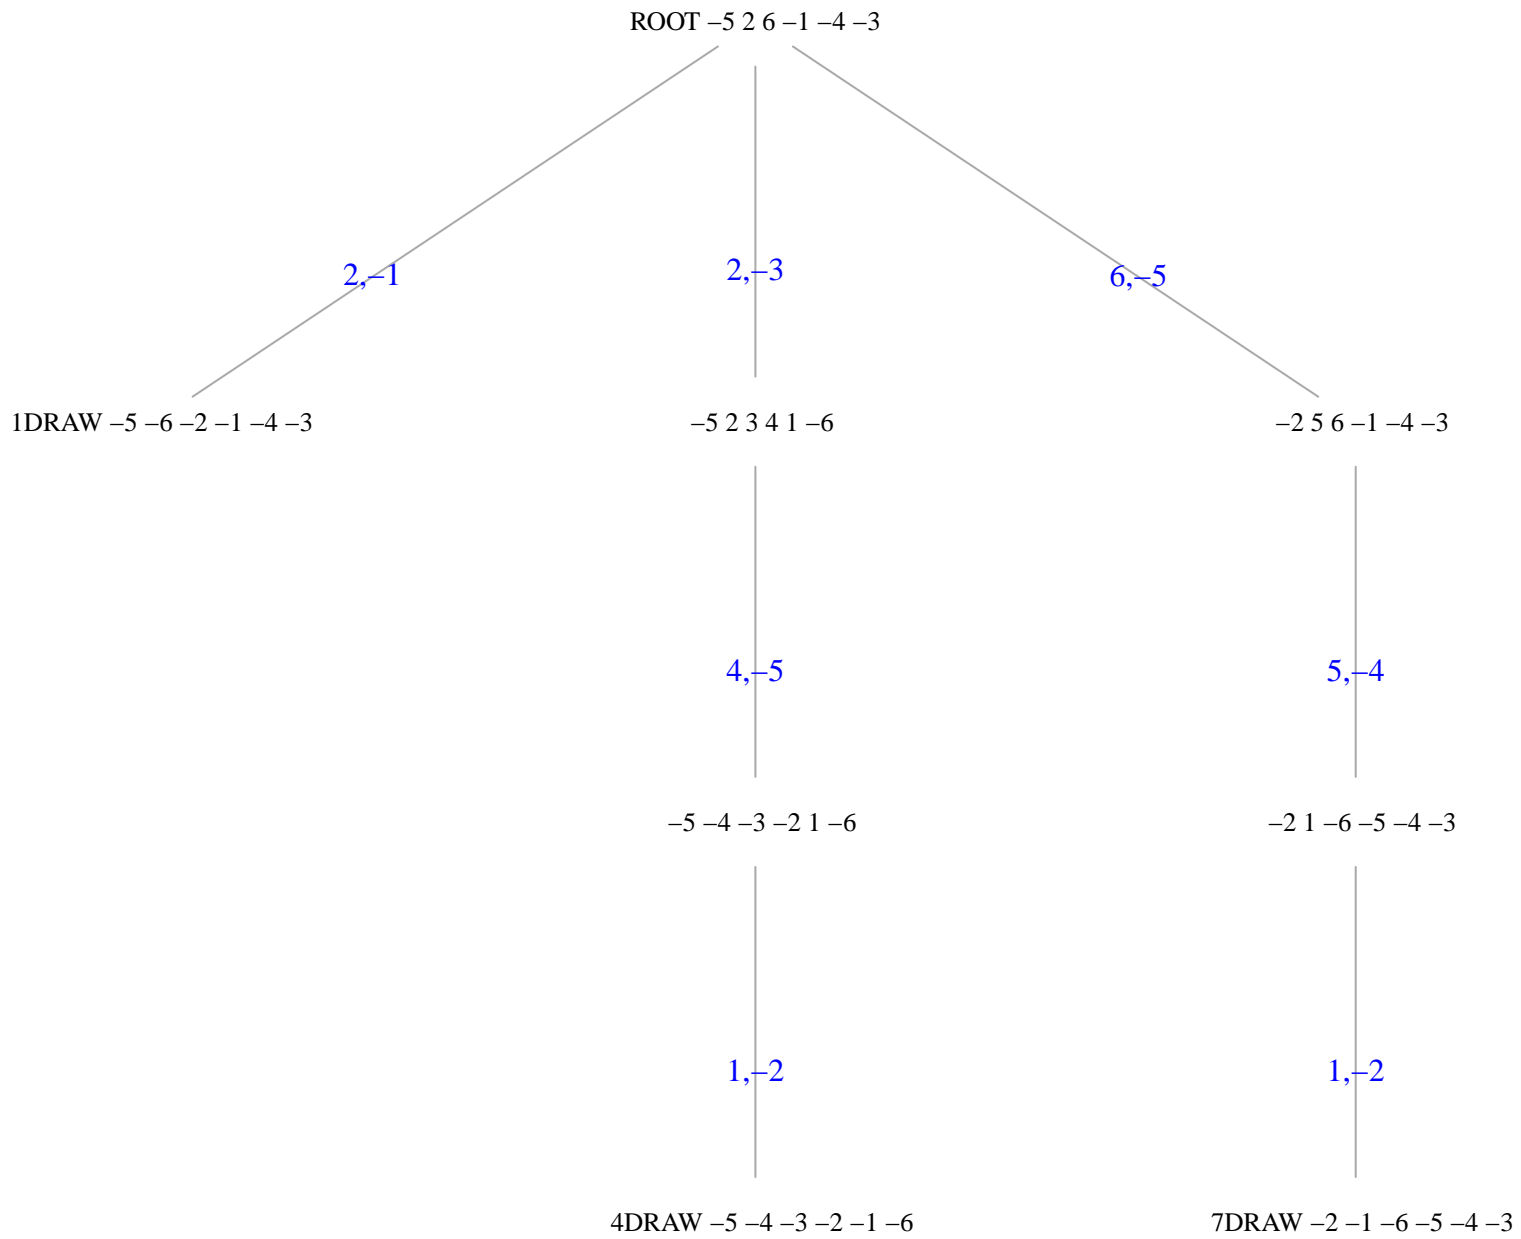 ROOT –5 2 6 –1 –4 –3
2,–1
2,–3
6,–5
1DRAW –5 –6 –2 –1 –4 –3
–5 2 3 4 1 –6
–2 5 6 –1 –4 –3
4,–5
5,–4
–5 –4 –3 –2 1 –6
–2 1 –6 –5 –4 –3
1,–2
1,–2
4DRAW –5 –4 –3 –2 –1 –6
7DRAW –2 –1 –6 –5 –4 –3